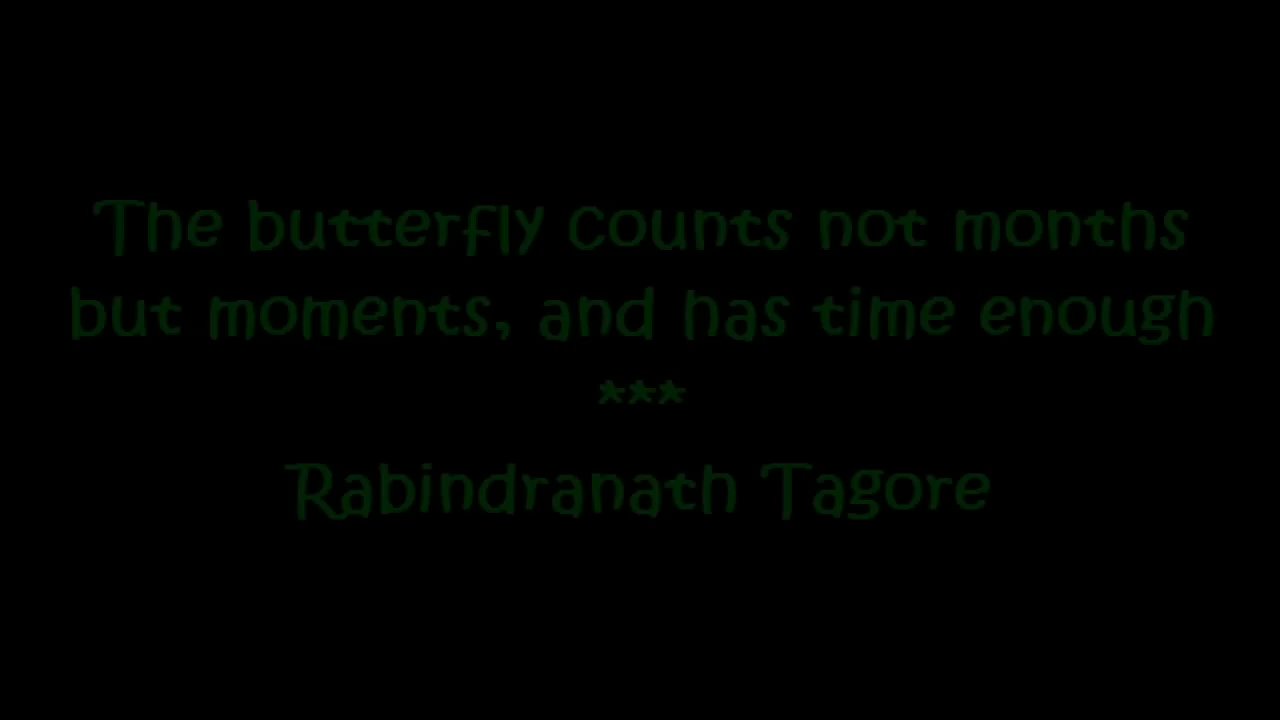 The butterfly counts not months
but moments, and has time enough
***
Rabindranath Tagore